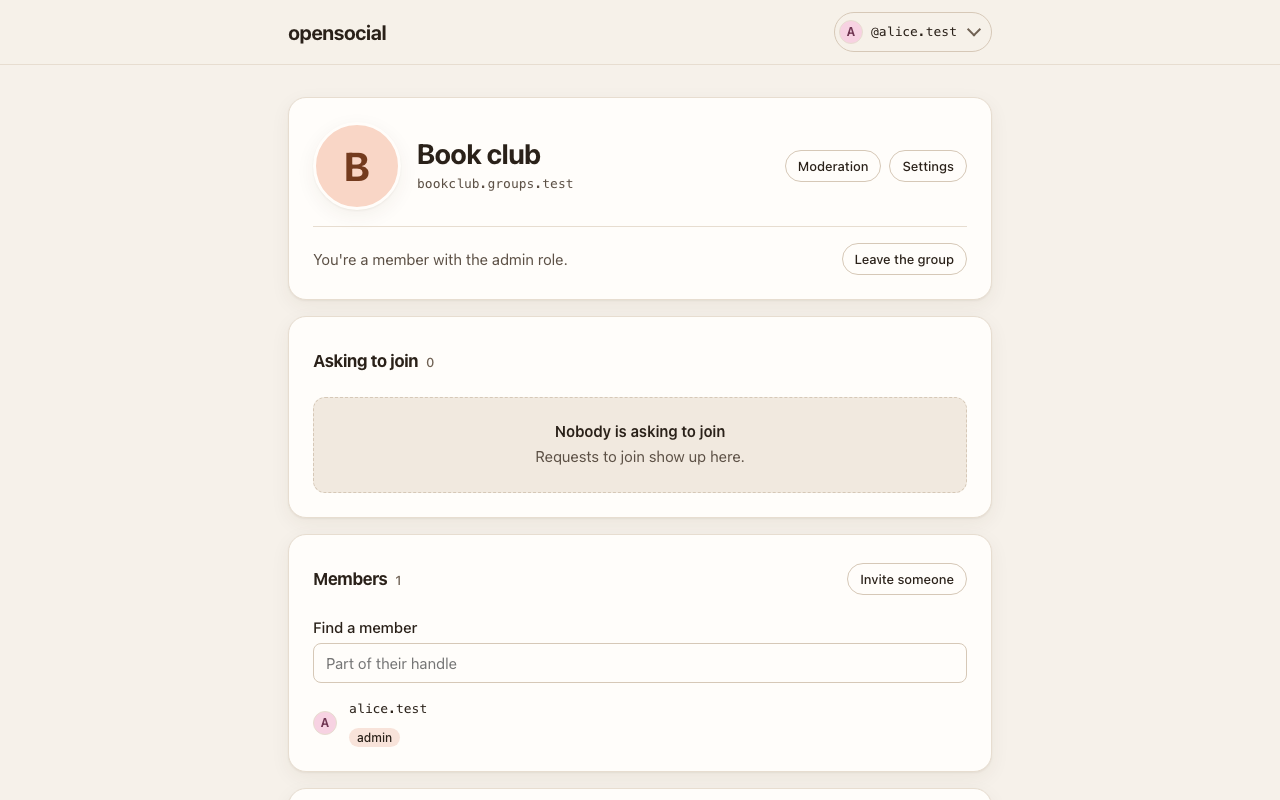 opensocial
A @alice.test
B
Book club
bookclub.groups.test
Moderation
Settings
You're a member with the admin role.
Leave the group
Asking to join 0
Nobody is asking to join
Requests to join show up here.
Members 1
Invite someone
Find a member
Part of their handle
A
alice.test
admin